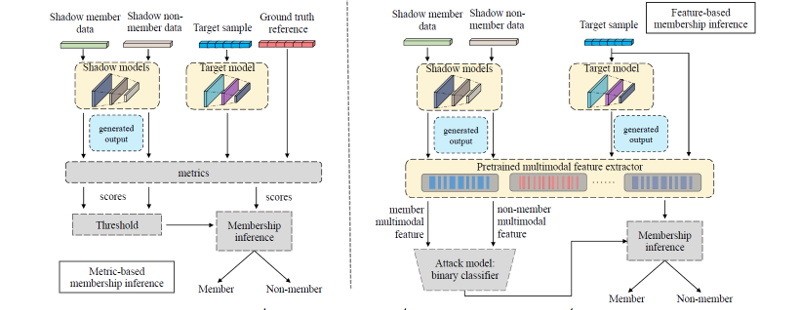 Shadow member
data
Shadow non-
member data
Target sample
Ground truth
reference
Shadow models
Target model
generated
output
metrics
scores
scores
Threshold
Membership
inference
Metric-based
membership inference
Member
Non-member
Shadow member
data
Shadow non-
member data
Target sample
Feature-based
membership inference
Shadow models
Target model
generated
output
generated
output
Pretrained multimodal feature extractor
......
member
multimodal
feature
non-member
multimodal
feature
Attack model:
binary classifier
Membership
inference
Member
Non-member